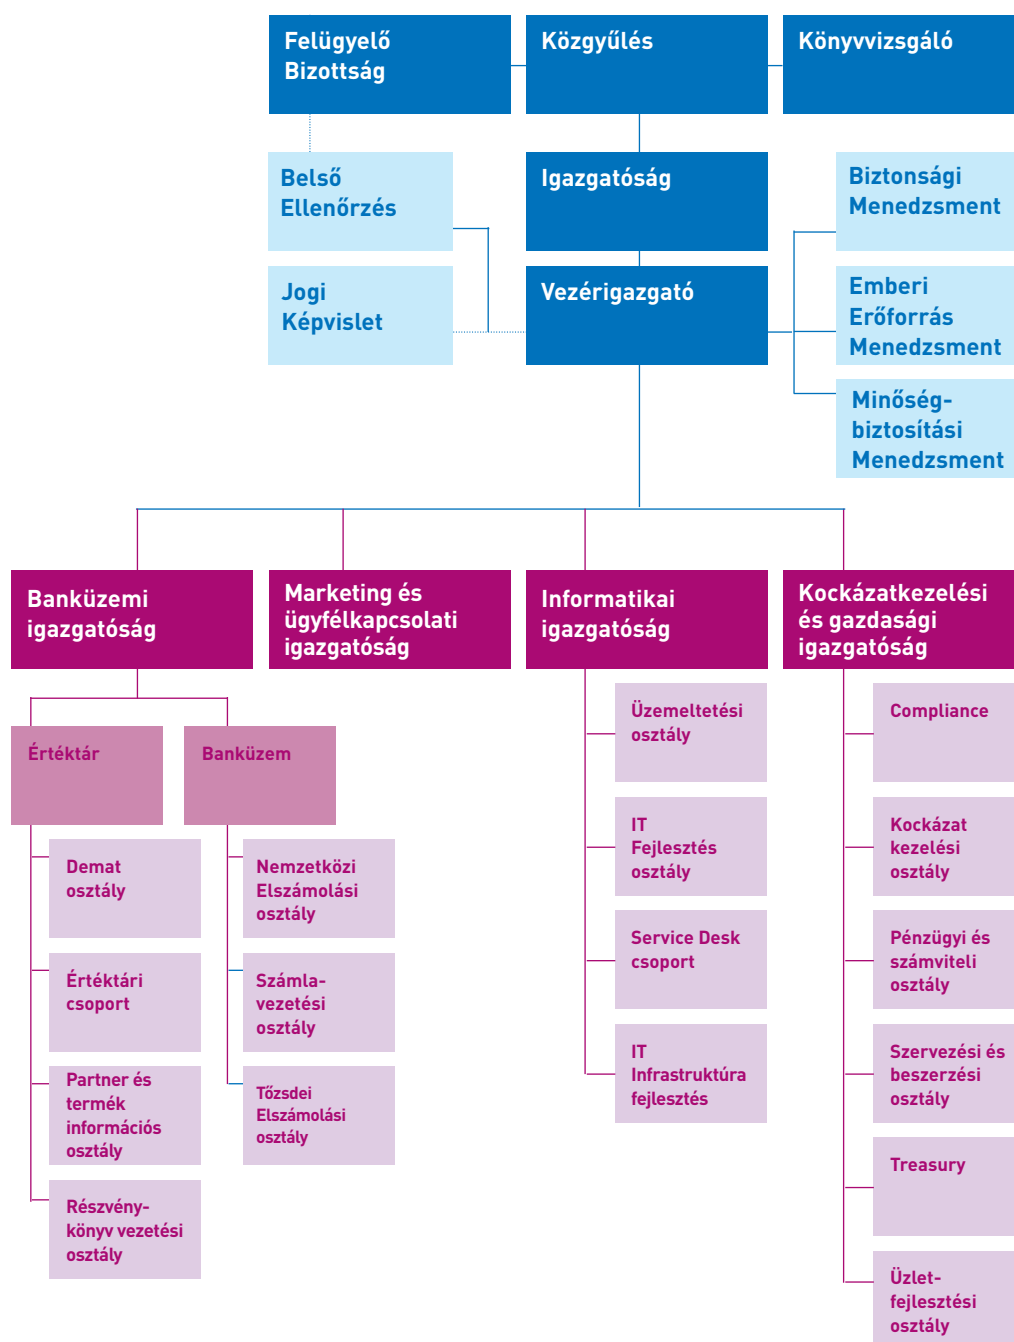 Felügyelő
Bizottság
Közgyűlés
Könyvvizsgáló
Belső
Ellenőrzés
Igazgatóság
Biztonsági
Menedzsment
Jogi
Képvislet
Vezérigazgató
Emberi
Erőforrás
Menedzsment
Minőség-
biztosítási
Menedzsment
Banküzemi
igazgatóság
Marketing és
ügyfélkapcsolati
igazgatóság
Informatikai
igazgatóság
Kockázatkezelési
és gazdasági
igazgatóság
Értéktár
Demat
osztály
Értéktári
csoport
Partner és
termék
információs
osztály
Részvény-
könyv vezetési
osztály
Banküzem
Nemzetközi
Elszámolási
osztály
Számla-
vezetési
osztály
Tőzsdei
Elszámolási
osztály
Üzemeltetési
osztály
IT
Fejlesztés
osztály
Service Desk
csoport
IT
Infrastruktúra
fejlesztés
Compliance
Kockázat
kezelési
osztály
Pénzügyi és
számviteli
osztály
Szervezési és
beszerzési
osztály
Treasury
Üzlet-
fejlesztési
osztály